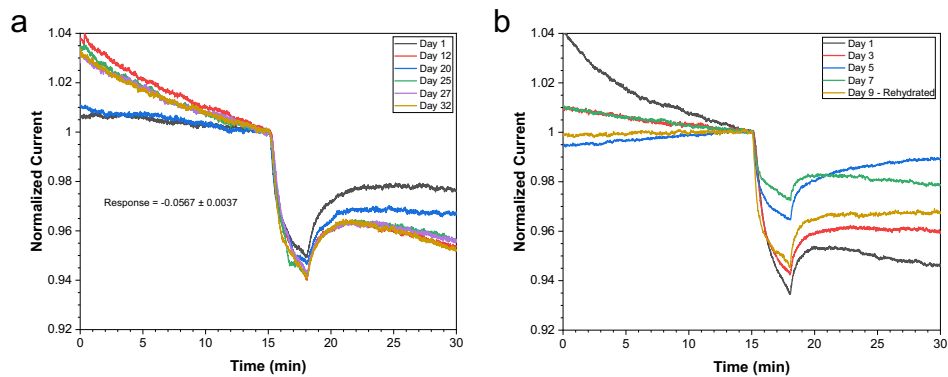 a
1.04
1.02
1
0.98
0.96
0.94
0.92
Normalized Current
0
5
10
15
20
25
30
Time (min)
Day 1
Day 12
Day 20
Day 25
Day 27
Day 32
Response = -0.0567 ± 0.0037
b
1.04
1.02
1
0.98
0.96
0.94
0.92
Normalized Current
0
5
10
15
20
25
30
Time (min)
Day 1
Day 3
Day 5
Day 7
Day 9 - Rehydrated